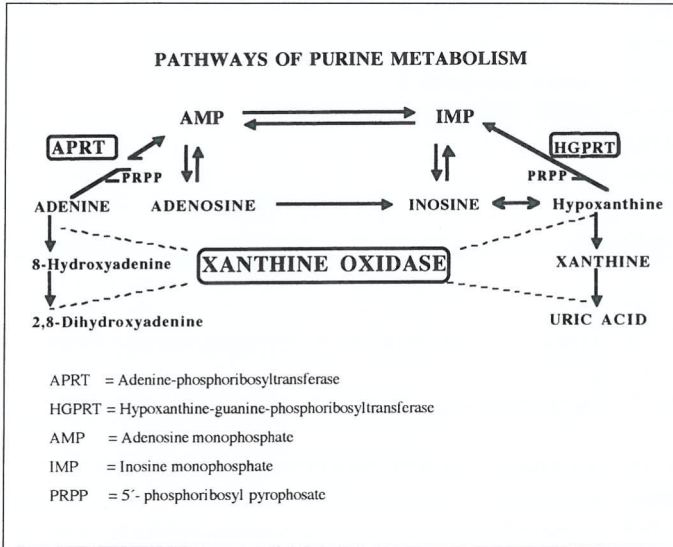 PATHWAYS OF PURINE METABOLISM
AMP IMP
APRT HGPRT
PRPP PRPP
ADENINE ADENOSINE INOSINE Hypoxanthine
8-Hydroxyadenine XANTHINE OXIDASE XANTHINE
2,8-Dihydroxyadenine URIC ACID
APRT = Adenine-phosphoribosyltransferase
HGPRT = Hypoxanthine-guanine-phosphoribosyltransferase
AMP = Adenosine monophosphate
IMP = Inosine monophosphate
PRPP = 5´- phosphoribosyl pyrophosate